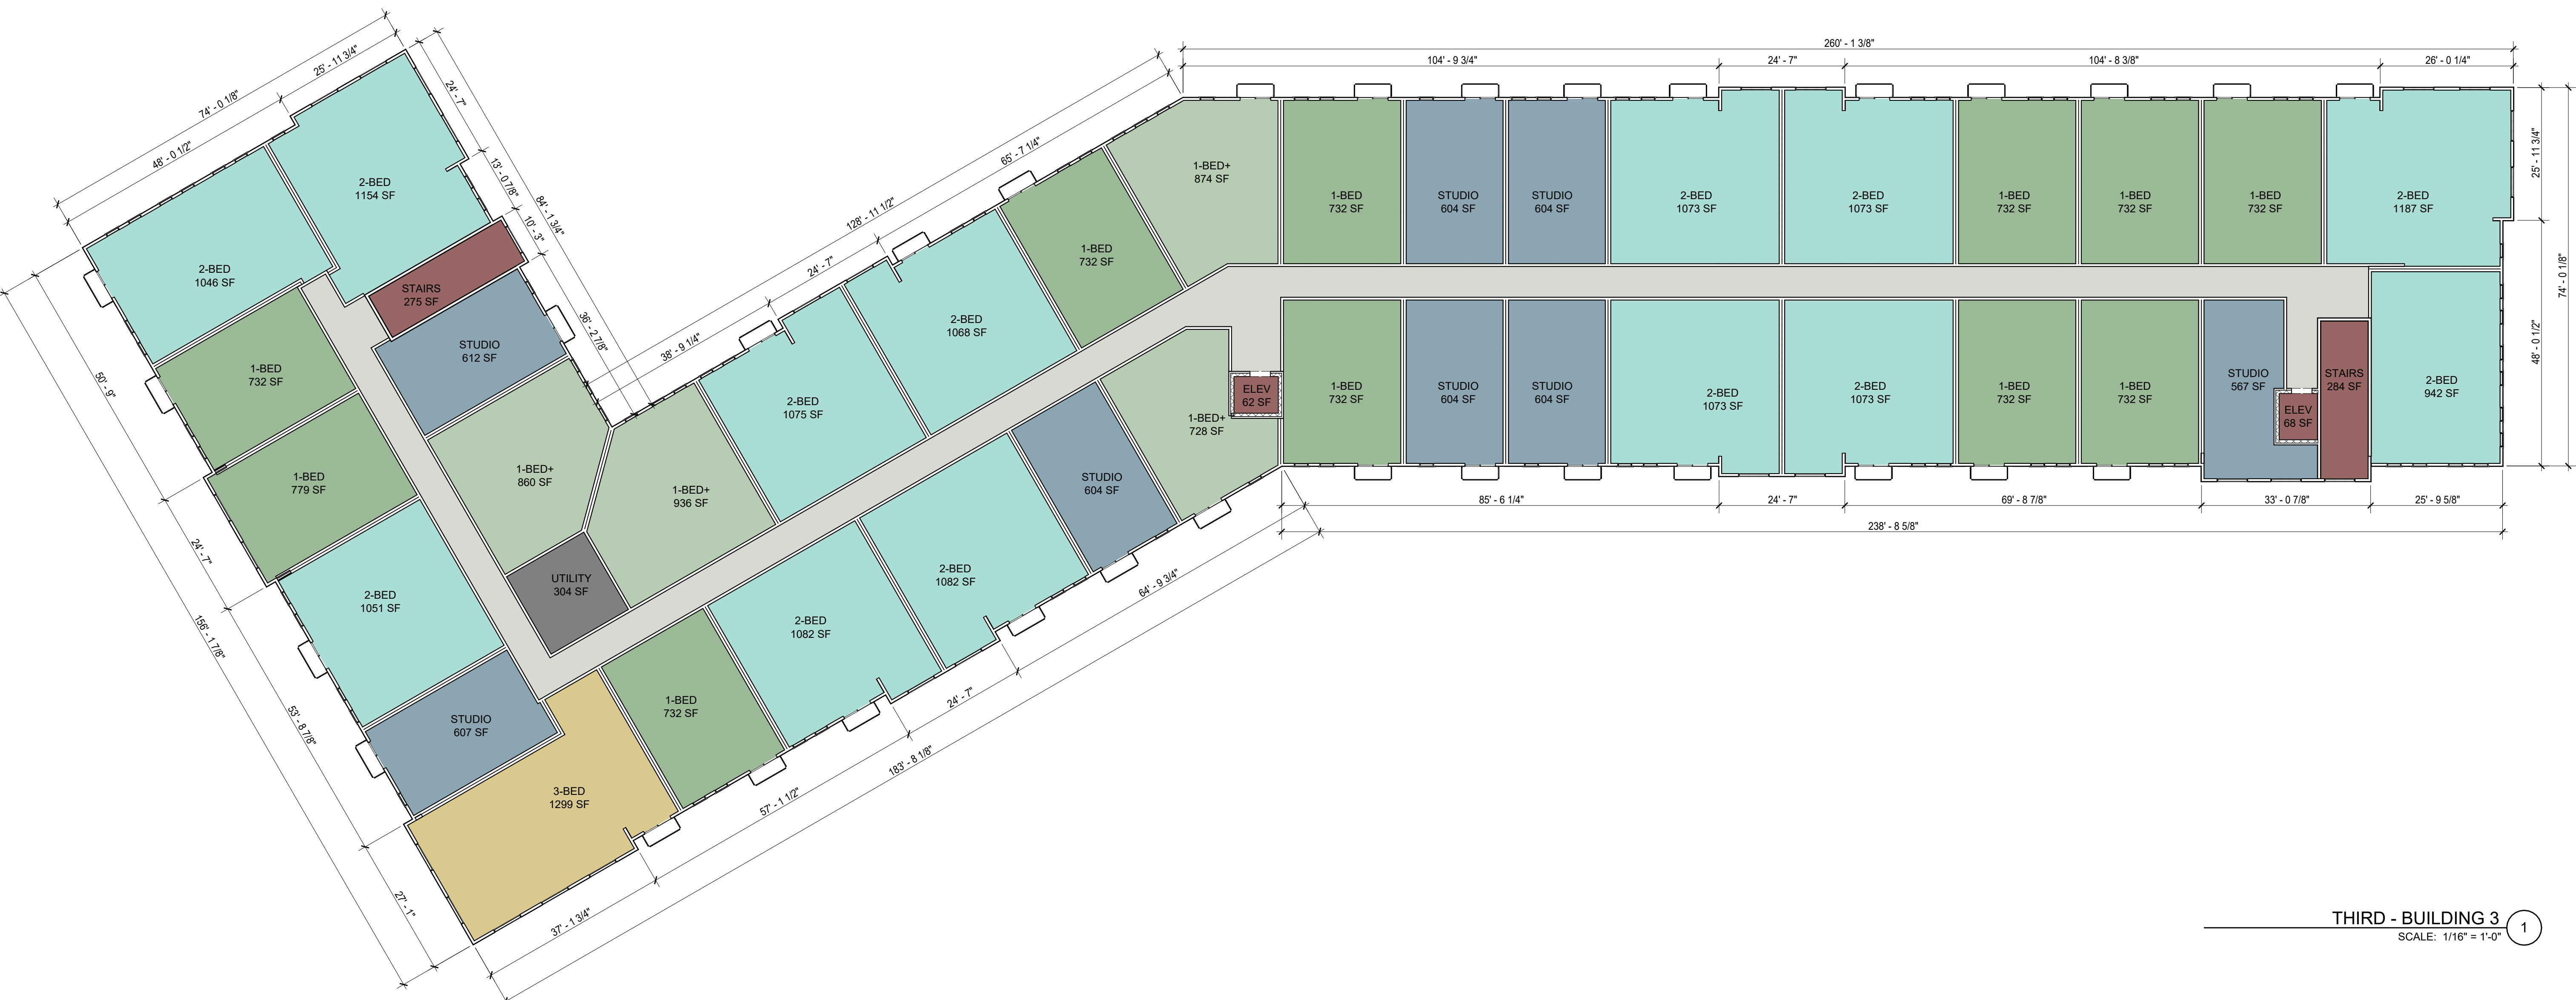 260' - 1 3/8"
104' - 9 3/4"
24' - 7"
104' - 8 3/8"
26' - 0 1/4"
74' - 0 1/8"
25' - 11 3/4"
48' - 0 1/2"
24' - 7"
13' - 0 7/8"
10' - 3"
84' - 1 3/4"
36' - 2 7/8"
128' - 11 1/2"
65' - 7 1/4"
24' - 7"
38' - 9 1/4"
2-BED
1154 SF
2-BED
1046 SF
STAIRS
275 SF
STUDIO
612 SF
1-BED
732 SF
1-BED
779 SF
1-BED+
860 SF
1-BED+
936 SF
UTILITY
304 SF
2-BED
1051 SF
STUDIO
607 SF
3-BED
1299 SF
1-BED
732 SF
2-BED
1082 SF
2-BED
1082 SF
STUDIO
604 SF
1-BED+
728 SF
2-BED
1075 SF
2-BED
1068 SF
1-BED
732 SF
1-BED+
874 SF
1-BED
732 SF
STUDIO
604 SF
STUDIO
604 SF
2-BED
1073 SF
2-BED
1073 SF
1-BED
732 SF
1-BED
732 SF
1-BED
732 SF
2-BED
1187 SF
ELEV
62 SF
1-BED
732 SF
STUDIO
604 SF
STUDIO
604 SF
2-BED
1073 SF
2-BED
1073 SF
1-BED
732 SF
1-BED
732 SF
STUDIO
567 SF
ELEV
68 SF
STAIRS
284 SF
2-BED
942 SF
25' - 11 3/4"
48' - 0 1/2"
74' - 0 1/8"
85' - 6 1/4"
24' - 7"
69' - 8 7/8"
33' - 0 7/8"
25' - 9 5/8"
238' - 8 5/8"
50' - 9"
24' - 7"
156' - 1 7/8"
53' - 8 7/8"
27' - 1"
64' - 9 3/4"
24' - 7"
183' - 8 1/8"
57' - 1 1/2"
37' - 1 3/4"
THIRD - BUILDING 3
SCALE: 1/16" = 1'-0"
1